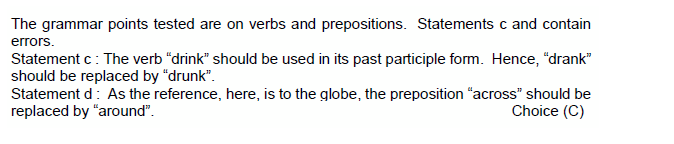 The grammar points tested are on verbs and prepositions.  Statements c and contain
errors.
Statement c : The verb “drink” should be used in its past participle form.  Hence, “drank”
should be replaced by “drunk”.
Statement d :  As the reference, here, is to the globe, the preposition “across” should be
replaced by “around”.  Choice (C)